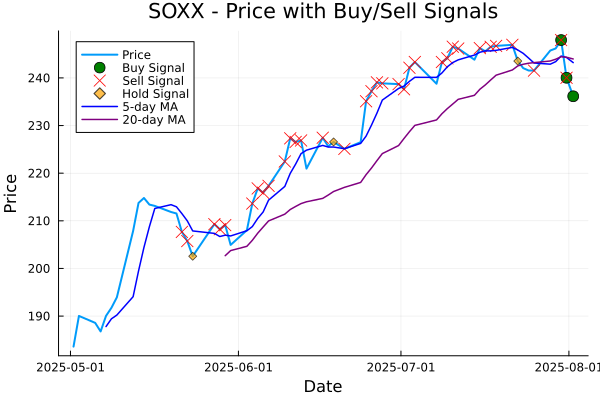 SOXX - Price with Buy/Sell Signals
Price
Buy Signal
Sell Signal
Hold Signal
5-day MA
20-day MA
240
230
220
210
200
190
Price
2025-05-01 2025-06-01 2025-07-01 2025-08-01
Date